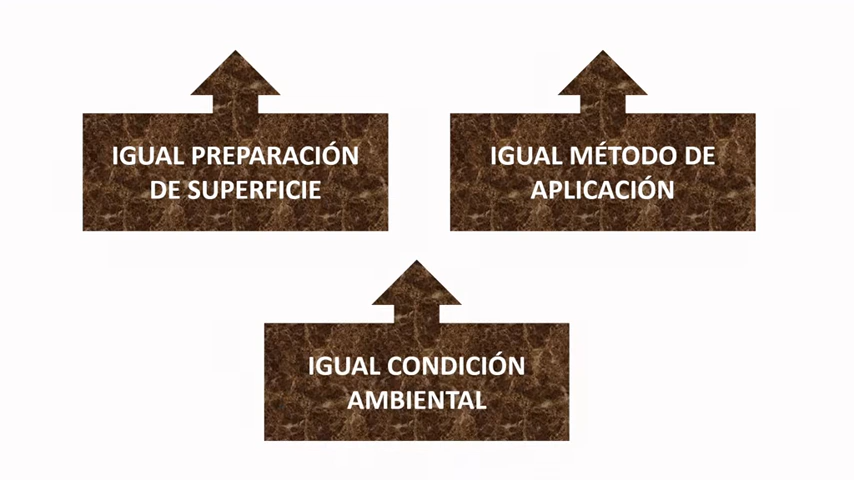 IGUAL PREPARACIÓN
DE SUPERFICIE
IGUAL MÉTODO DE
APLICACIÓN
IGUAL CONDICIÓN
AMBIENTAL